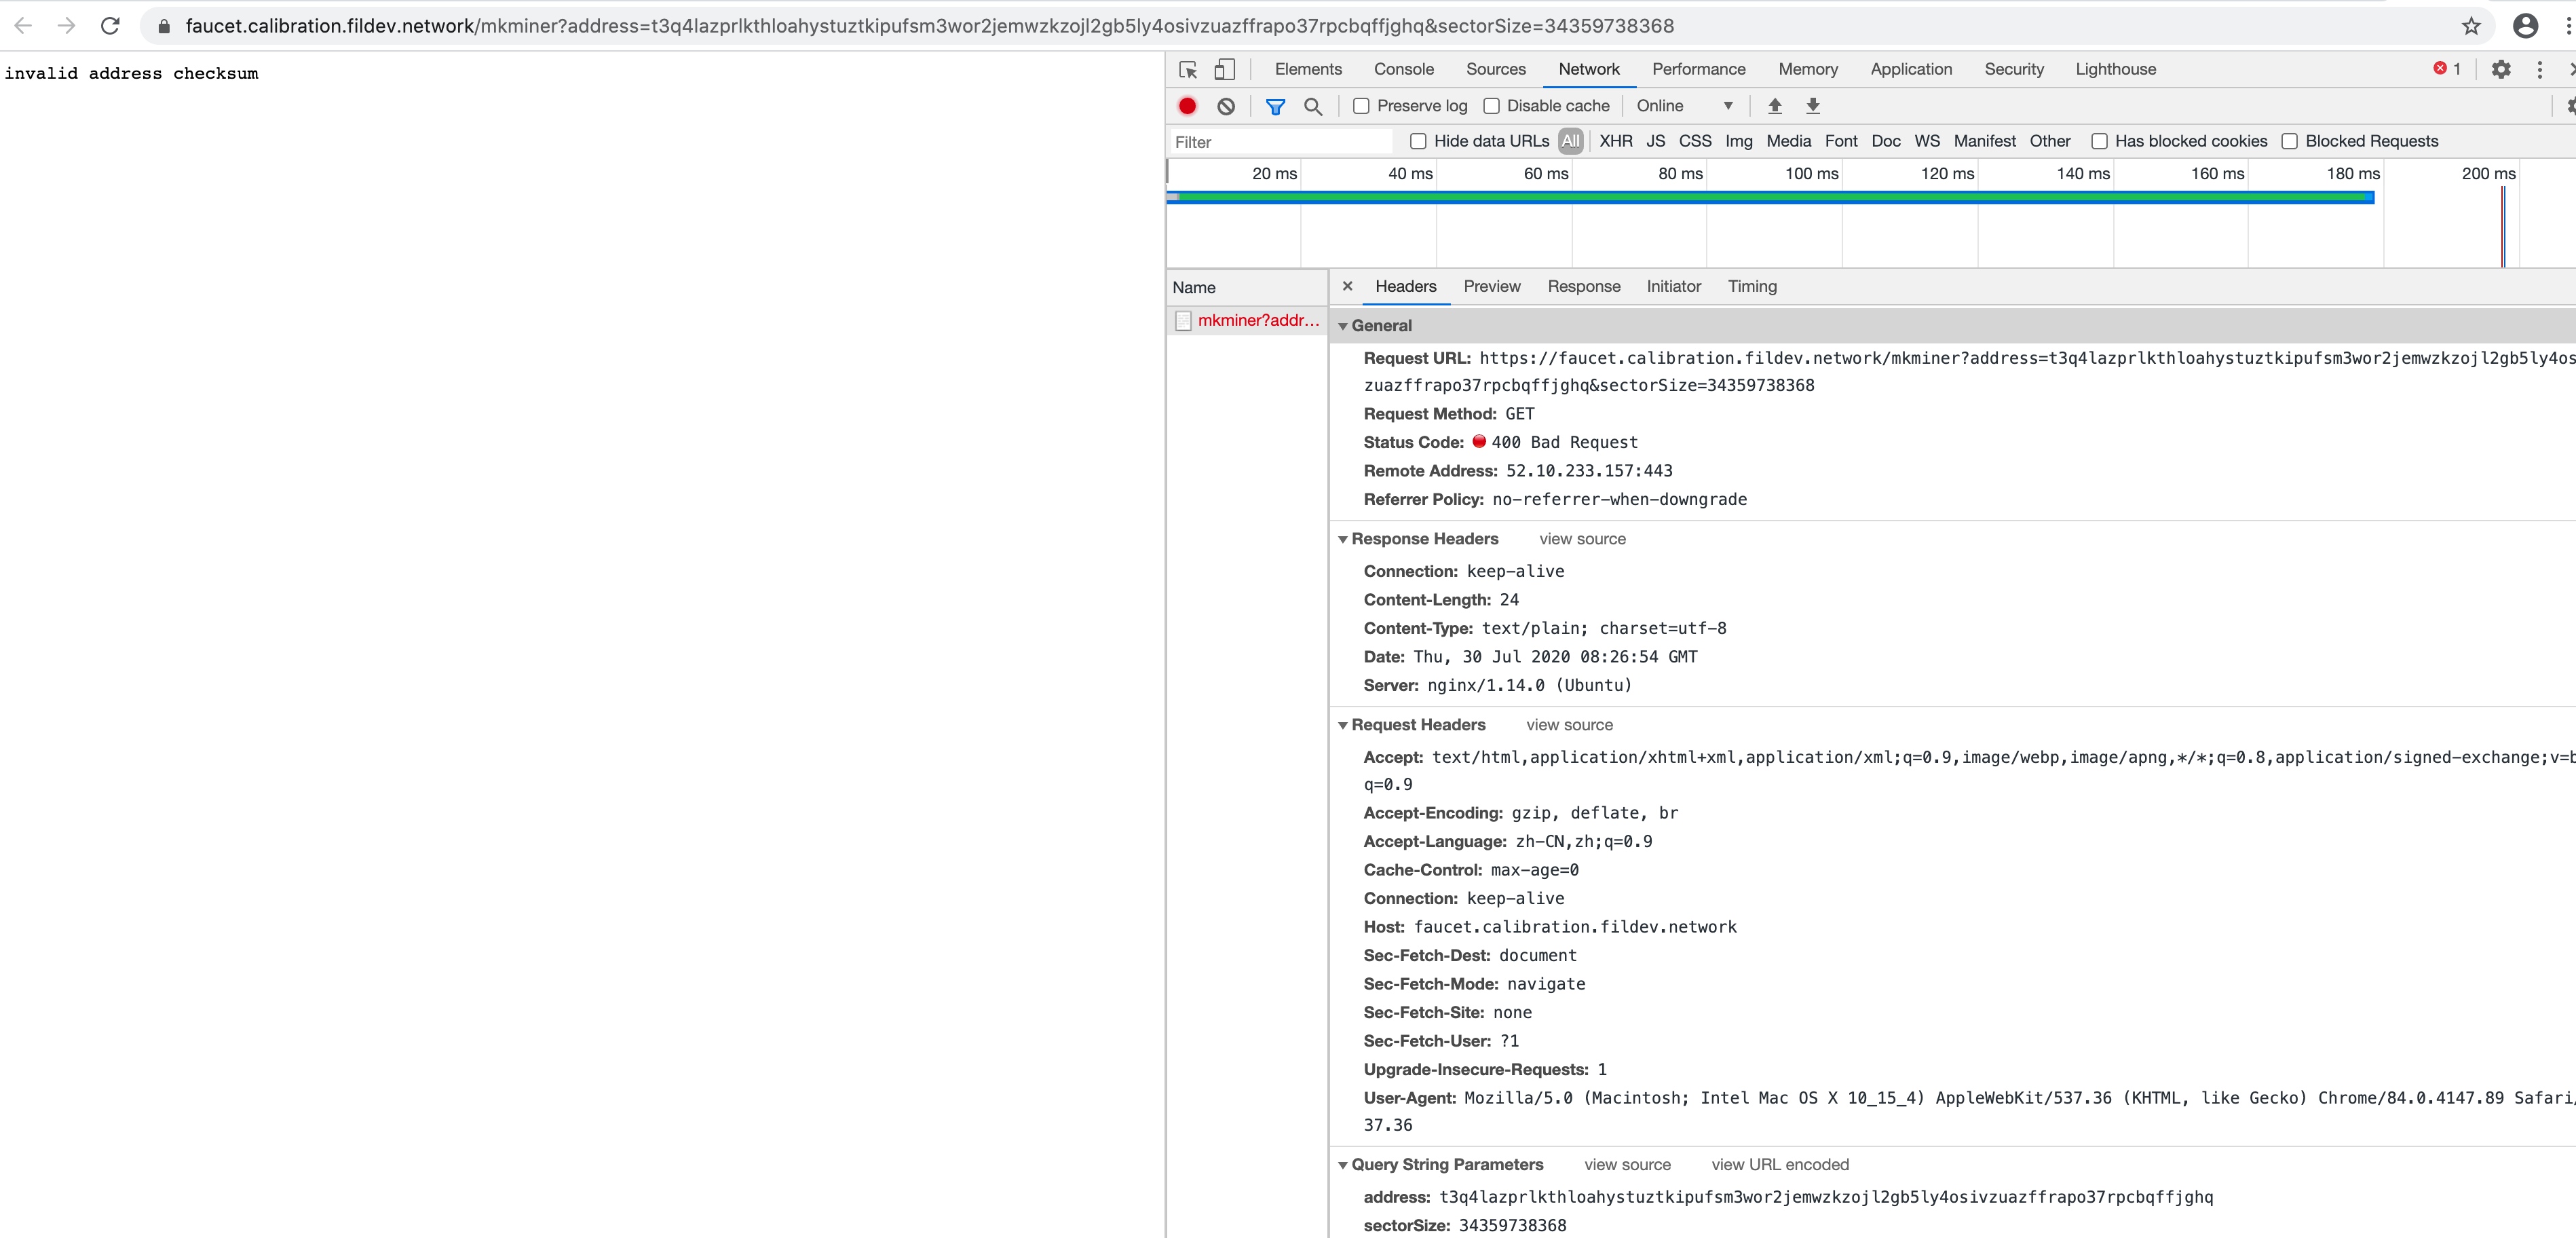 faucet.calibration.fildev.network/mkminer?address=t3q4lazprlkthloahystuztkipufsm3wor2jemwzkzojl2gb5ly4osivzuazffrapo37rpcbqffjghq&sectorSize=34359738368
invalid address checksum
Elements Console Sources Network Performance Memory Application Security Lighthouse 1
Preserve log Disable cache Online
Filter Hide data URLs All XHR JS CSS Img Media Font Doc WS Manifest Other Has blocked cookies Blocked Requests
20 ms 40 ms 60 ms 80 ms 100 ms 120 ms 140 ms 160 ms 180 ms 200 ms
Name
mkminer?addr...
Headers Preview Response Initiator Timing
General
Request URL: https://faucet.calibration.fildev.network/mkminer?address=t3q4lazprlkthloahystuztkipufsm3wor2jemwzkzojl2gb5ly4os
zuazffrapo37rpcbqffjghq&sectorSize=34359738368
Request Method: GET
Status Code: 400 Bad Request
Remote Address: 52.10.233.157:443
Referrer Policy: no-referrer-when-downgrade
Response Headers view source
Connection: keep-alive
Content-Length: 24
Content-Type: text/plain; charset=utf-8
Date: Thu, 30 Jul 2020 08:26:54 GMT
Server: nginx/1.14.0 (Ubuntu)
Request Headers view source
Accept: text/html,application/xhtml+xml,application/xml;q=0.9,image/webp,image/apng,*/*;q=0.8,application/signed-exchange;v=b
q=0.9
Accept-Encoding: gzip, deflate, br
Accept-Language: zh-CN,zh;q=0.9
Cache-Control: max-age=0
Connection: keep-alive
Host: faucet.calibration.fildev.network
Sec-Fetch-Dest: document
Sec-Fetch-Mode: navigate
Sec-Fetch-Site: none
Sec-Fetch-User: ?1
Upgrade-Insecure-Requests: 1
User-Agent: Mozilla/5.0 (Macintosh; Intel Mac OS X 10_15_4) AppleWebKit/537.36 (KHTML, like Gecko) Chrome/84.0.4147.89 Safari/
37.36
Query String Parameters view source view URL encoded
address: t3q4lazprlkthloahystuztkipufsm3wor2jemwzkzojl2gb5ly4osivzuazffrapo37rpcbqffjghq
sectorSize: 34359738368